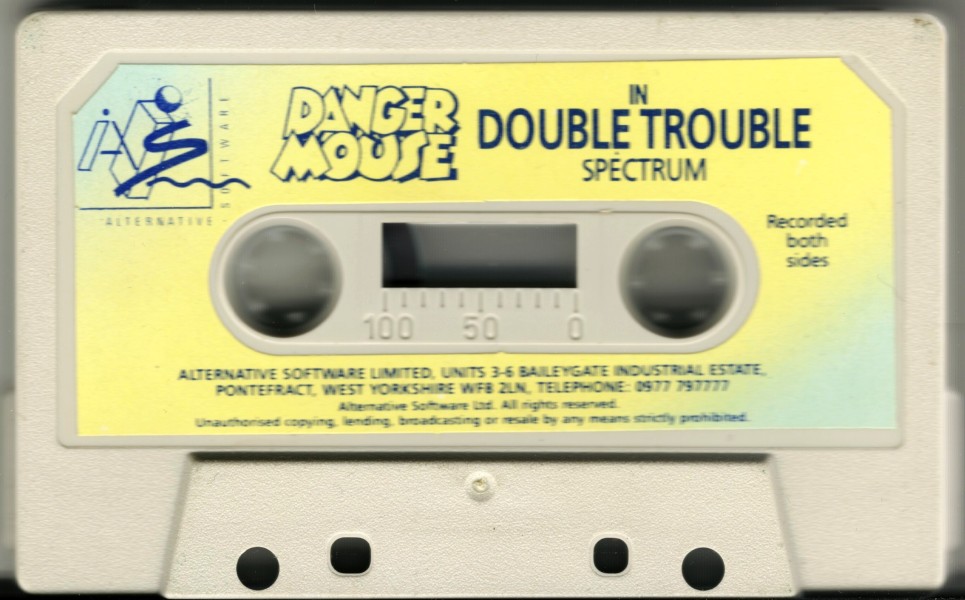 DANGER
MOUSE
IN
DOUBLE TROUBLE
SPECTRUM
SOFTWARE
ALTERNATIVE
Recorded
both
sides
100 50 0
ALTERNATIVE SOFTWARE LIMITED, UNITS 3-6 BAILEYGATE INDUSTRIAL ESTATE,
PONTEFRACT, WEST YORKSHIRE WF8 2LN, TELEPHONE: 0977 797777
Alternative Software Ltd. All rights reserved.
Unauthorised copying, lending, broadcasting or resale by any means strictly prohibited.